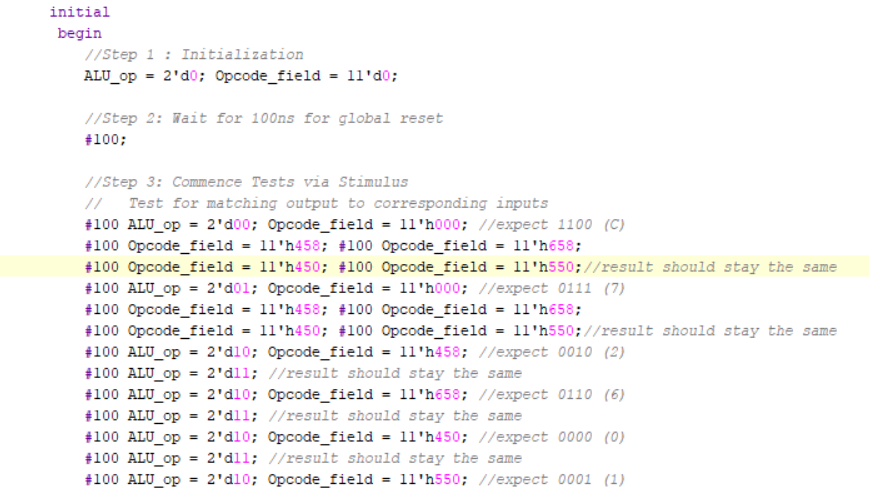 initial
begin
//Step 1 : Initialization
ALU_op = 2'd0; Opcode_field = 11'd0;
//Step 2: Wait for 100ns for global reset
#100;
//Step 3: Commence Tests via Stimulus
// Test for matching output to corresponding inputs
#100 ALU_op = 2'd00; Opcode_field = 11'h000; //expect 1100 (C)
#100 Opcode_field = 11'h458; #100 Opcode_field = 11'h658;
#100 Opcode_field = 11'h450; #100 Opcode_field = 11'h550;//result should stay the same
#100 ALU_op = 2'd01; Opcode_field = 11'h000; //expect 0111 (7)
#100 Opcode_field = 11'h458; #100 Opcode_field = 11'h658;
#100 Opcode_field = 11'h450; #100 Opcode_field = 11'h550;//result should stay the same
#100 ALU_op = 2'd10; Opcode_field = 11'h458; //expect 0010 (2)
#100 ALU_op = 2'd11; //result should stay the same
#100 ALU_op = 2'd10; Opcode_field = 11'h658; //expect 0110 (6)
#100 ALU_op = 2'd11; //result should stay the same
#100 ALU_op = 2'd10; Opcode_field = 11'h450; //expect 0000 (0)
#100 ALU_op = 2'd11; //result should stay the same
#100 ALU_op = 2'd10; Opcode_field = 11'h550; //expect 0001 (1)